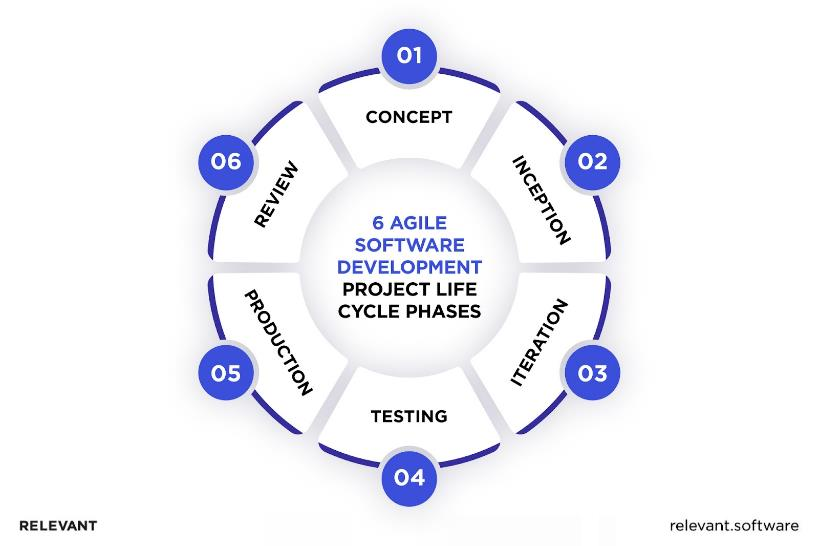 01
CONCEPT
02
INCEPTION
03
ITERATION
04
TESTING
05
PRODUCTION
06
REVIEW
6 AGILE
SOFTWARE
DEVELOPMENT
PROJECT LIFE
CYCLE PHASES
RELEVANT
relevant.software